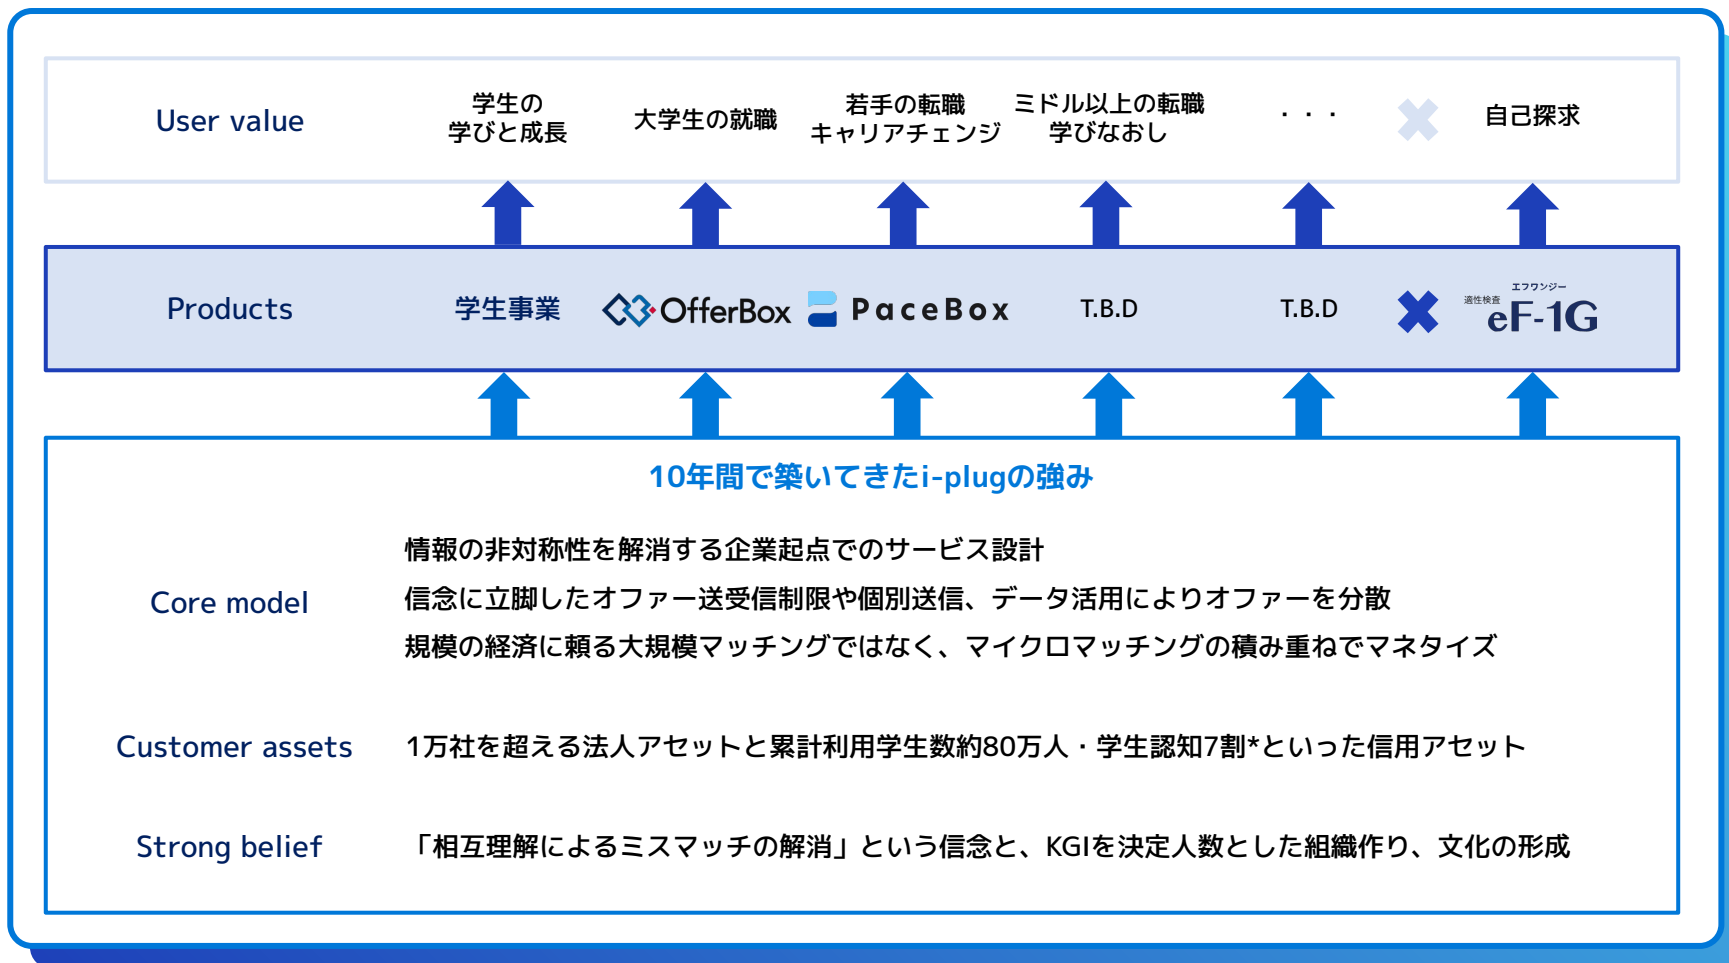 User value
学生の
学びと成長
大学生の就職
若手の転職
キャリアチェンジ
ミドル以上の転職
学びなおし
・・・
自己探求
Products
学生事業
OfferBox
PaceBox
T.B.D
T.B.D
エフワンジー
適性検査
eF-1G
10年間で築いてきたi-plugの強み
Core model
情報の非対称性を解消する企業起点でのサービス設計
信念に立脚したオファー送受信制限や個別送信、データ活用によりオファーを分散
規模の経済に頼る大規模マッチングではなく、マイクロマッチングの積み重ねでマネタイズ
Customer assets
1万社を超える法人アセットと累計利用学生数約80万人・学生認知7割*といった信用アセット
Strong belief
「相互理解によるミスマッチの解消」という信念と、KGIを決定人数とした組織作り、文化の形成